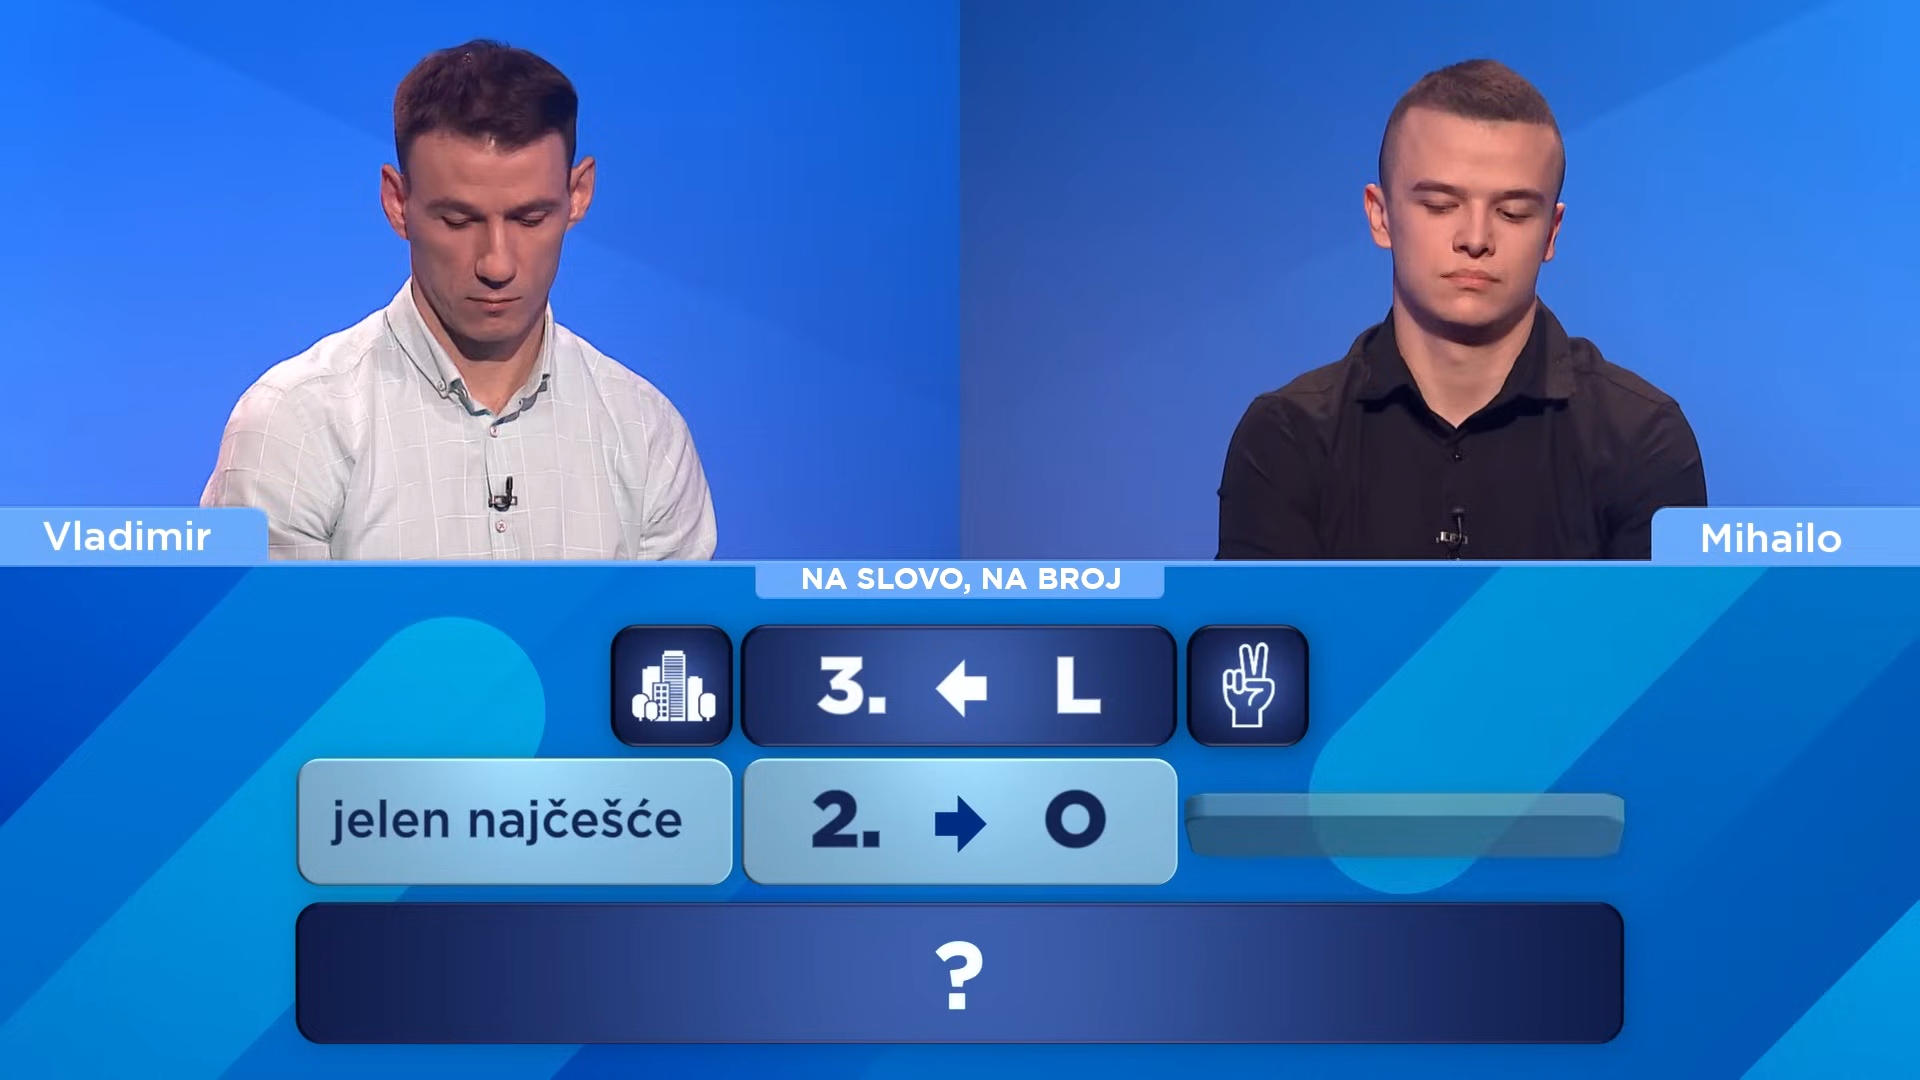 Vladimir
Mihailo
NA SLOVO, NA BROJ
3. L
jelen najčešće
2. O
?